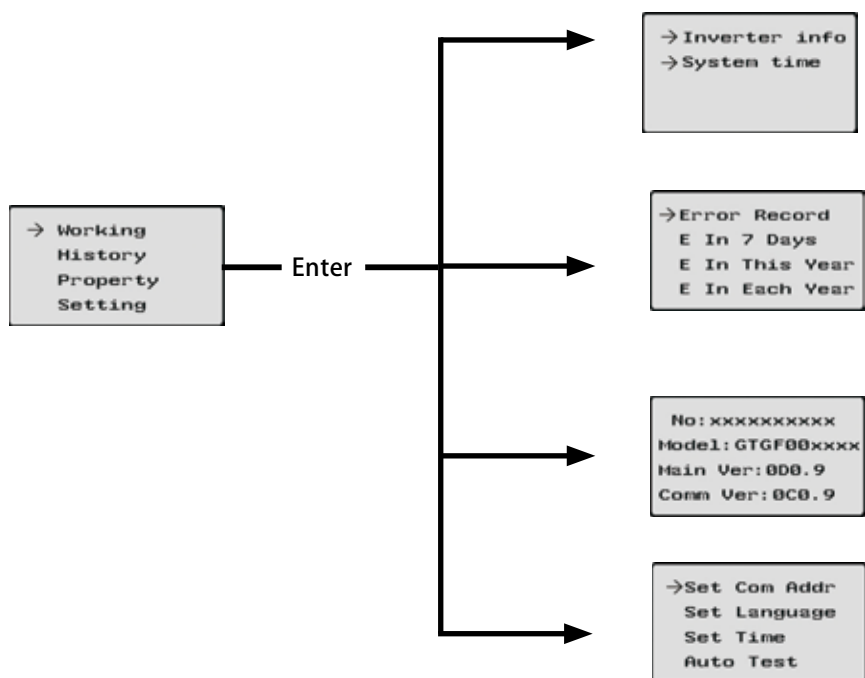 → Working
History
Property
Setting
Enter
→Inverter info
→System time
→Error Record
E In 7 Days
E In This Year
E In Each Year
No:xxxxxxxxxx
Model:GTGF00xxxx
Main Ver:0D0.9
Comm Ver:0C0.9
→Set Com Addr
Set Language
Set Time
Auto Test